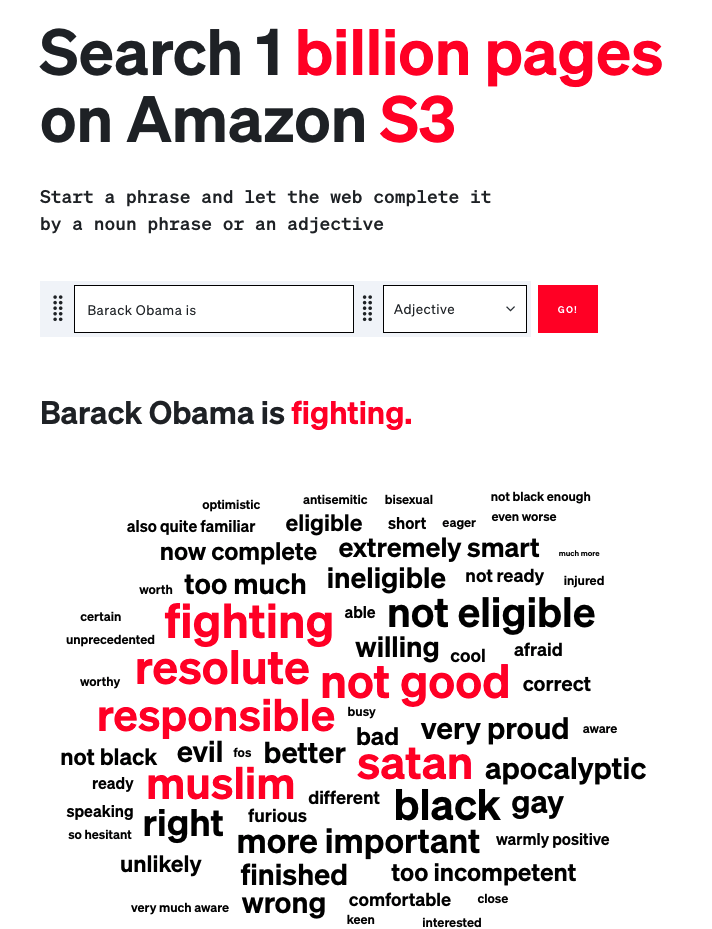 Search 1 billion pages
on Amazon S3
Start a phrase and let the web complete it
by a noun phrase or an adjective
Barack Obama is
Adjective
GO!
Barack Obama is fighting.
optimistic antisemitic bisexual not black enough
also quite familiar eligible short eager even worse
now complete extremely smart much more
worth too much ineligible not ready injured
certain fighting able not eligible
unprecedented willing cool afraid
worthy resolute not good correct
responsible busy
not black evil fos better bad very proud aware
ready muslim satan apocalyptic
speaking different black gay
so hesitant right furious
more important warmly positive
unlikely finished too incompetent
very much aware wrong comfortable close
keen interested